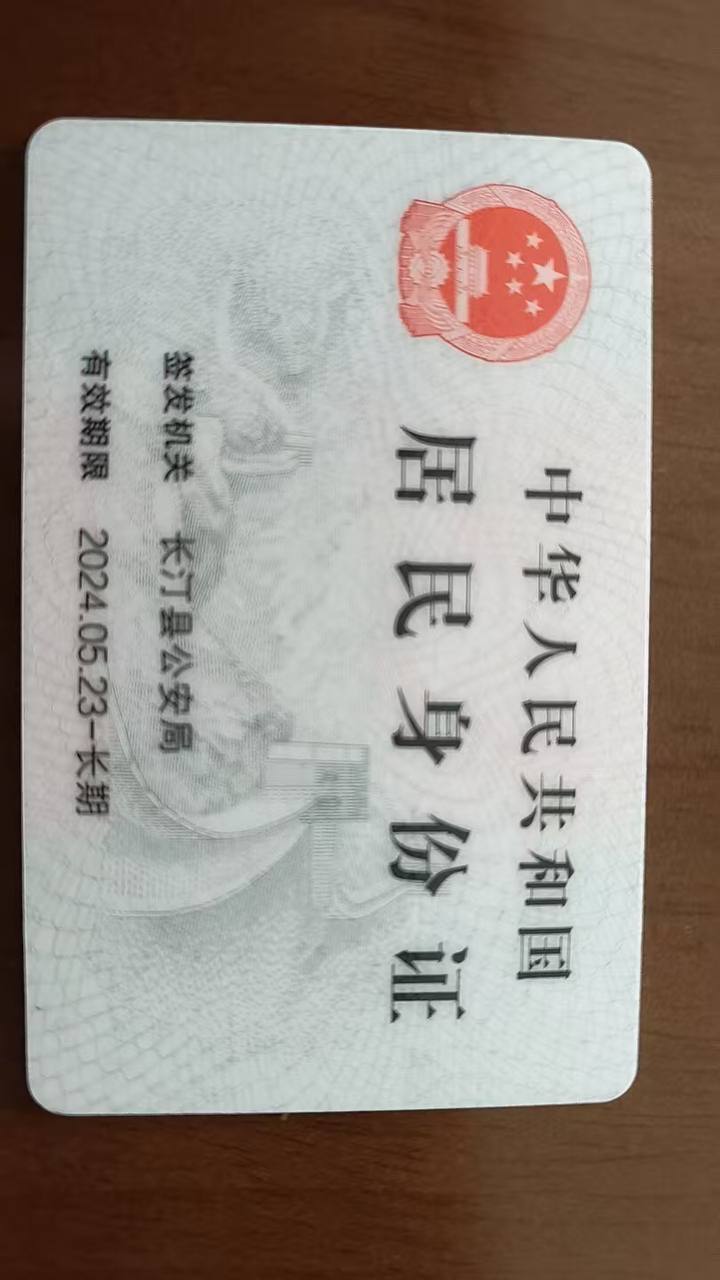 中华人民共和国
居民身份证
签发机关 长汀县公安局
有效期限 2024.05.23-长期